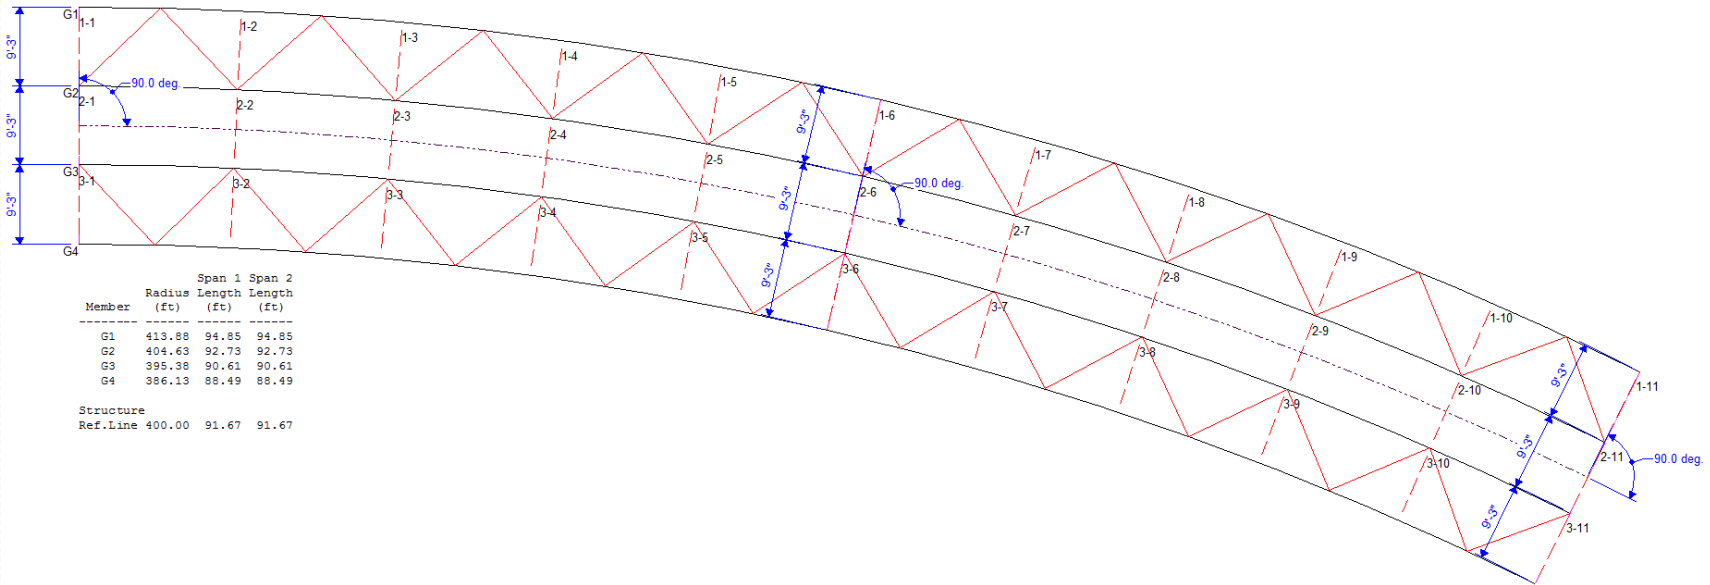 G1
1-1
1-2
1-3
1-4
1-5
1-6
1-7
1-8
1-9
1-10
1-11
9'-3"
9'-3"
9'-3"
90.0 deg.
G2
2-1
2-2
2-3
2-4
2-5
2-6
2-7
2-8
2-9
2-10
2-11
9'-3"
9'-3"
9'-3"
90.0 deg.
G3
3-1
3-2
3-3
3-4
3-5
3-6
3-7
3-8
3-9
3-10
3-11
9'-3"
9'-3"
9'-3"
90.0 deg.
G4
Span 1 Span 2
Radius Length Length
Member (ft) (ft) (ft)
-------- ------ ------ ------
G1 413.88 94.85 94.85
G2 404.63 92.73 92.73
G3 395.38 90.61 90.61
G4 386.13 88.49 88.49
Structure
Ref.Line 400.00 91.67 91.67